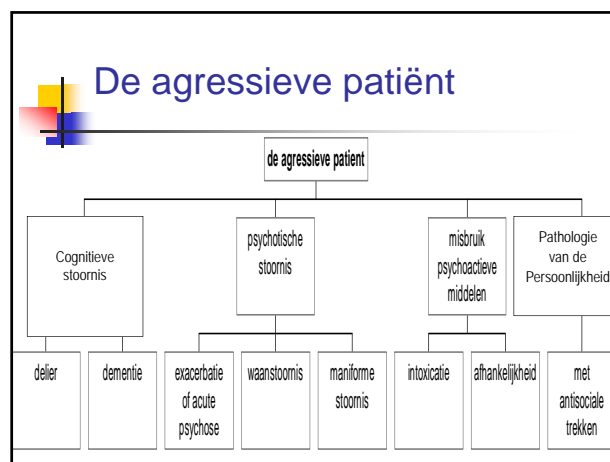 De agressieve patiënt
de agressieve patient
Cognitieve
stoornis
psychotische
stoornis
misbruik
psychoactieve
middelen
Pathologie
van de
Persoonlijkheid
delier
dementie
exacerbatie
of acute
psychose
waanstoornis
maniforme
stoornis
intoxicatie
afhankelijkheid
met
antisociale
trekken